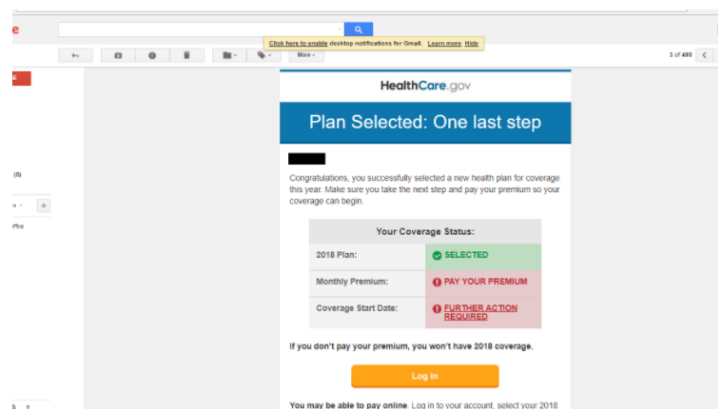 Click here to enable desktop notifications for Gmail. Learn more Hide
More
3 of 400
HealthCare.gov
Plan Selected: One last step
Congratulations, you successfully selected a new health plan for coverage
this year. Make sure you take the next step and pay your premium so your
coverage can begin.
(6)
Your Coverage Status:
2018 Plan: SELECTED
Monthly Premium: PAY YOUR PREMIUM
Coverage Start Date: FURTHER ACTION
REQUIRED
If you don't pay your premium, you won't have 2018 coverage.
Log in
You may be able to pay online. Log in to your account, select your 2018